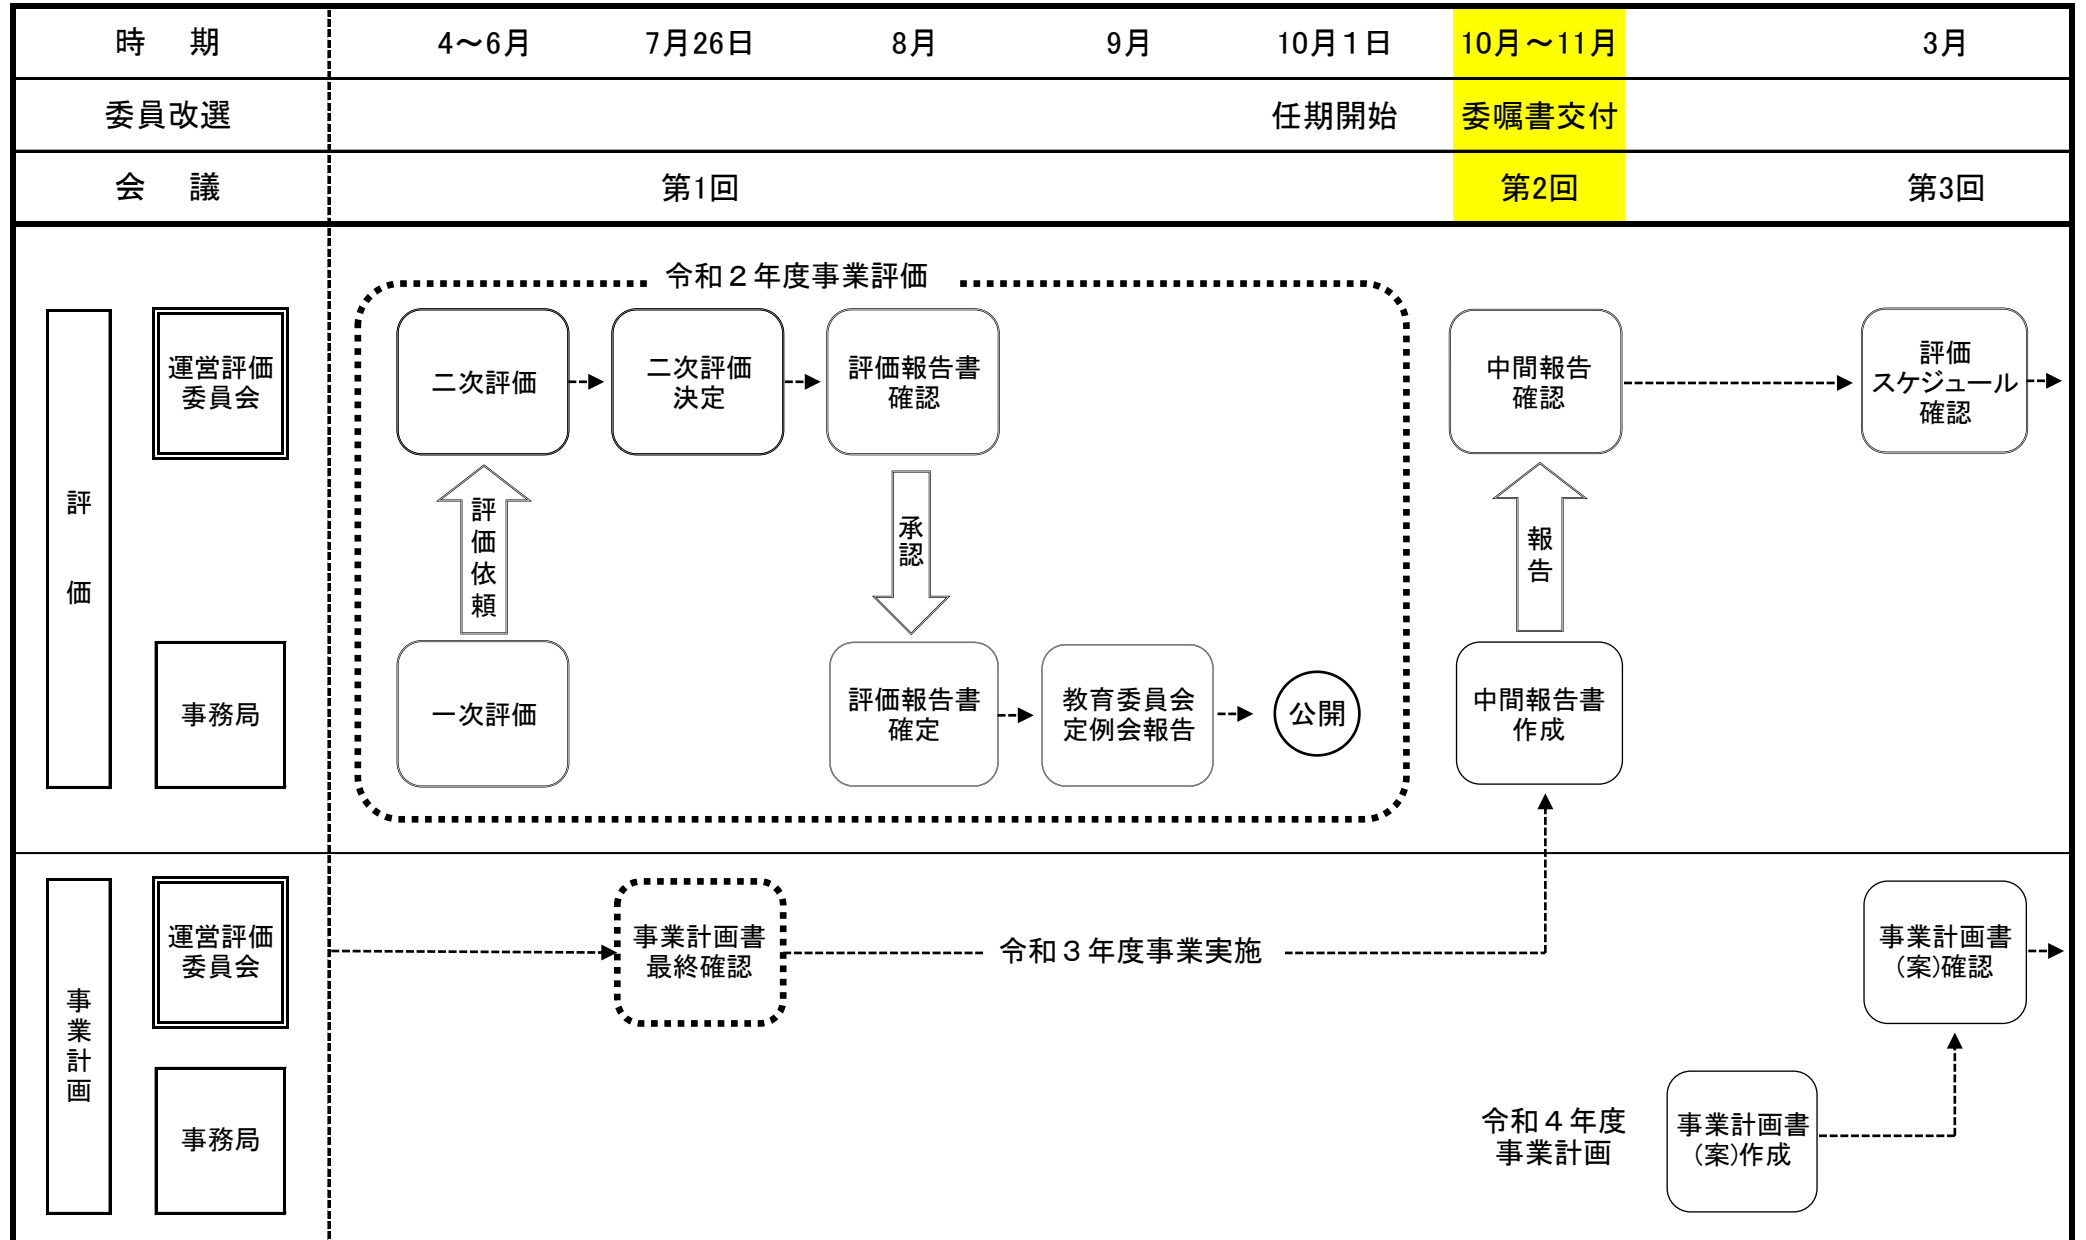 時　期 4～6月 7月26日 8月 9月 10月１日 10月～11月 3月
委員改選 任期開始 委嘱書交付
会　議 第1回 第2回 第3回
令和２年度事業評価
評価
運営評価
委員会
二次評価
二次評価
決定
評価報告書
確認
中間報告
確認
評価
スケジュール
確認
評価依頼
承認
報告
事務局
一次評価
評価報告書
確定
教育委員会
定例会報告
公開
中間報告書
作成
事業計画
運営評価
委員会
事業計画書
最終確認
令和３年度事業実施
事業計画書
(案)確認
事務局
令和４年度
事業計画
事業計画書
(案)作成